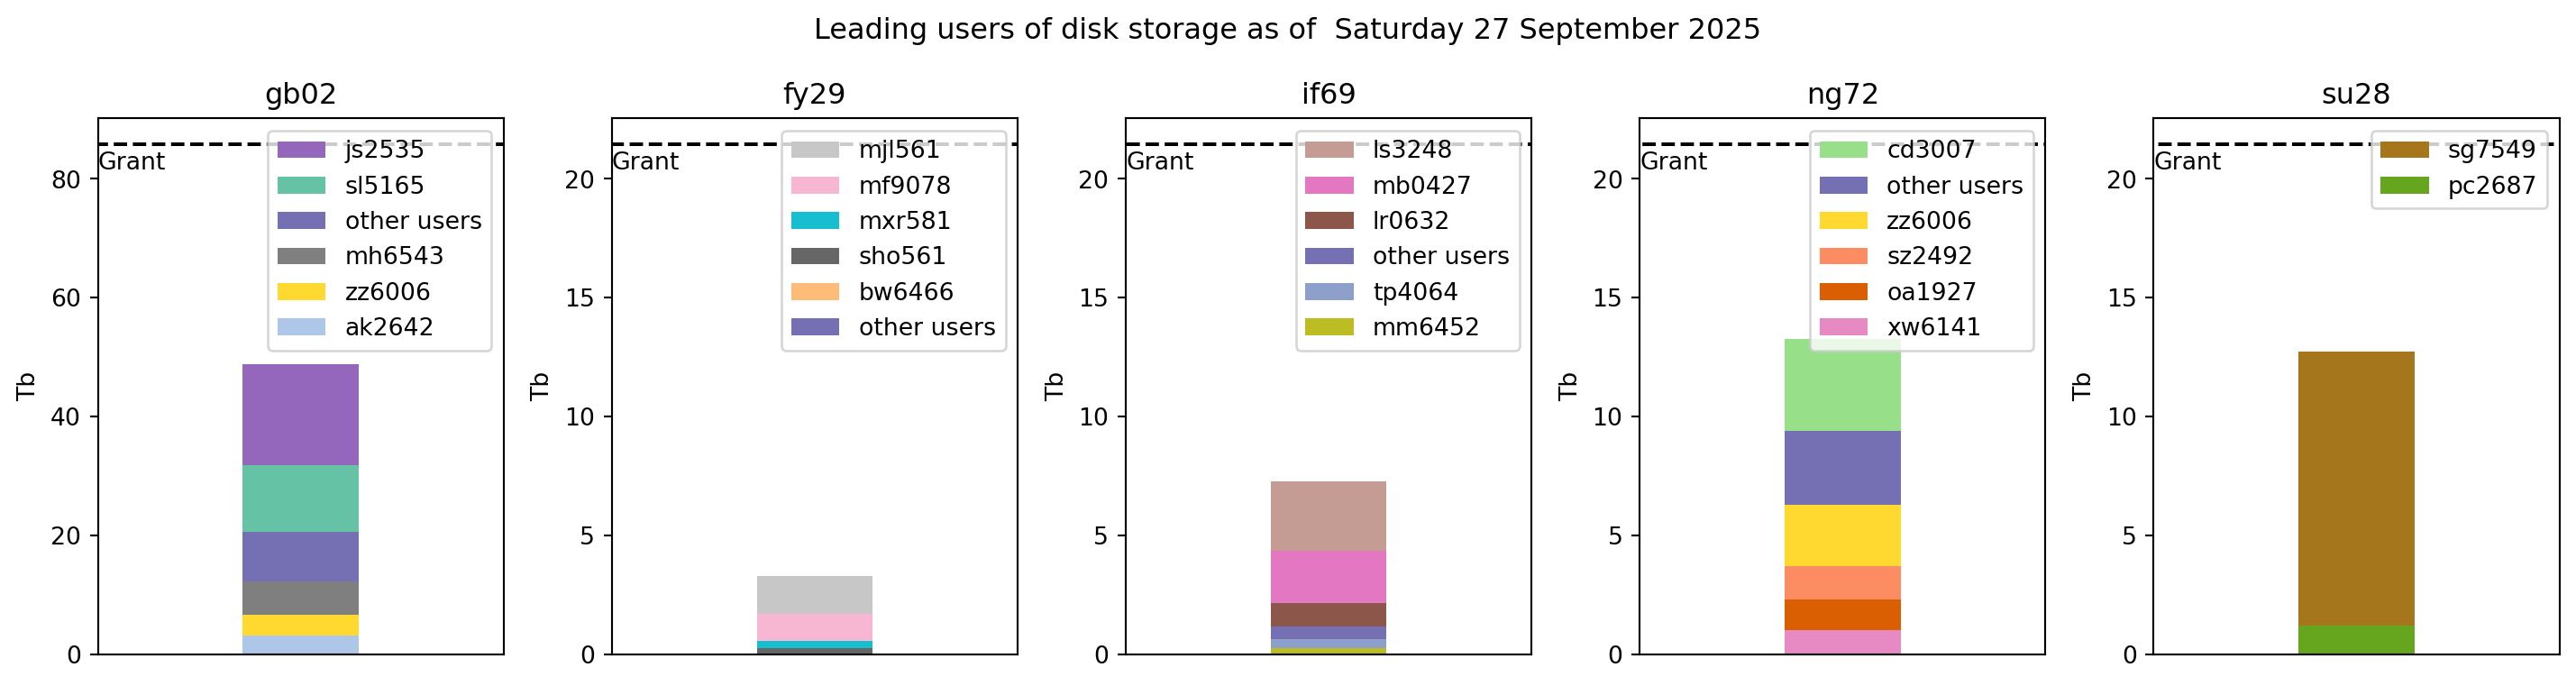 Leading users of disk storage as of  Saturday 27 September 2025
gb02
Grant
js2535
sl5165
other users
mh6543
zz6006
ak2642
80
60
40
20
0
Tb
fy29
Grant
mjl561
mf9078
mxr581
sho561
bw6466
other users
20
15
10
5
0
Tb
if69
Grant
ls3248
mb0427
lr0632
other users
tp4064
mm6452
20
15
10
5
0
Tb
ng72
Grant
cd3007
other users
zz6006
sz2492
oa1927
xw6141
20
15
10
5
0
Tb
su28
Grant
sg7549
pc2687
20
15
10
5
0
Tb